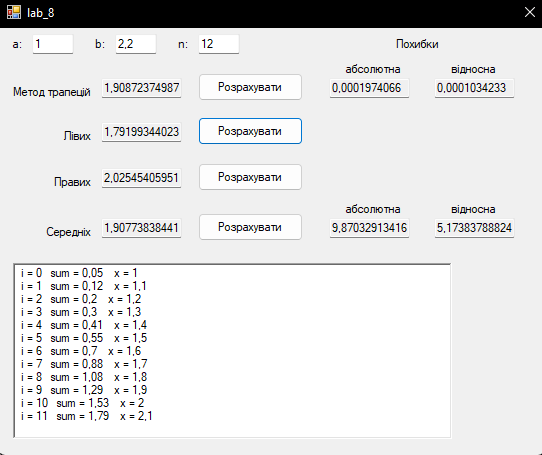 lab_8
a: 1 b: 2,2 n: 12 Похибки
абсолютна відносна
Метод трапецій 1,90872374987 Розрахувати 0,0001974066 0,0001034233
Лівих 1,79199344023 Розрахувати
Правих 2,02545405951 Розрахувати
абсолютна відносна
Середніх 1,90773838441 Розрахувати 9,87032913416 5,17383788824
i = 0 sum = 0,05 x = 1
i = 1 sum = 0,12 x = 1,1
i = 2 sum = 0,2 x = 1,2
i = 3 sum = 0,3 x = 1,3
i = 4 sum = 0,41 x = 1,4
i = 5 sum = 0,55 x = 1,5
i = 6 sum = 0,7 x = 1,6
i = 7 sum = 0,88 x = 1,7
i = 8 sum = 1,08 x = 1,8
i = 9 sum = 1,29 x = 1,9
i = 10 sum = 1,53 x = 2
i = 11 sum = 1,79 x = 2,1